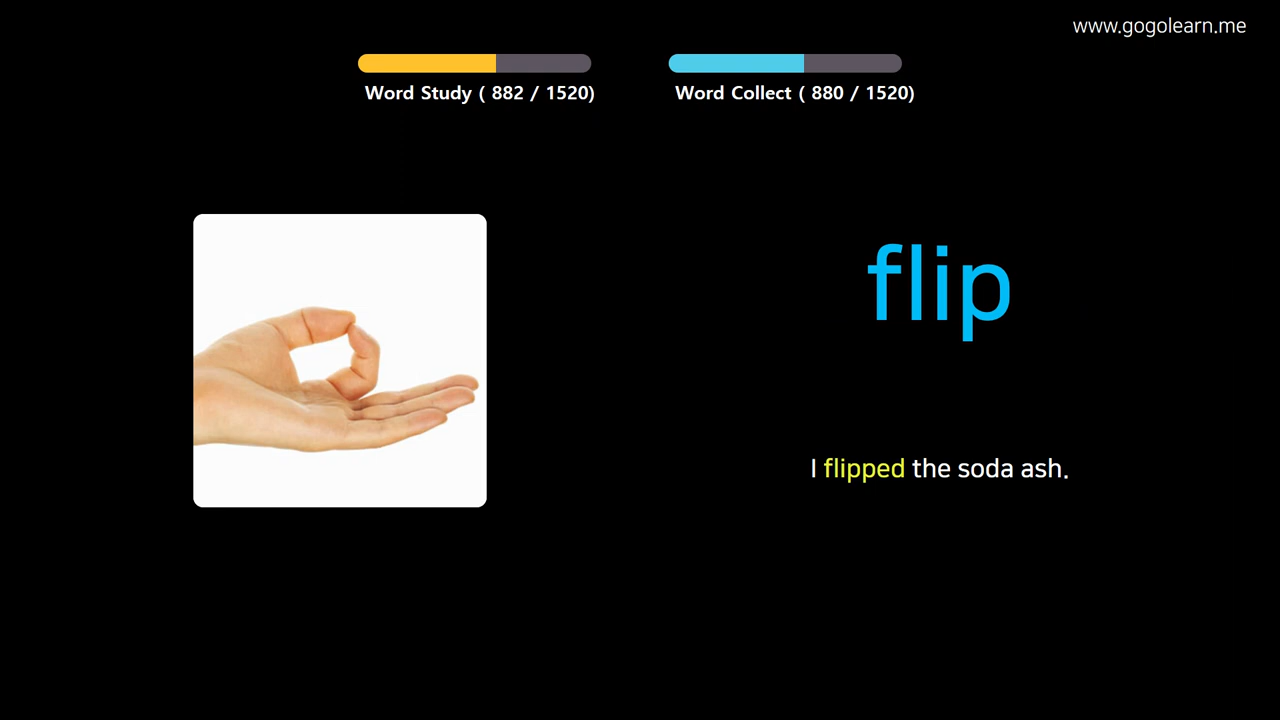 www.gogolearn.me
Word Study ( 882 / 1520)
Word Collect ( 880 / 1520)
flip
I flipped the soda ash.